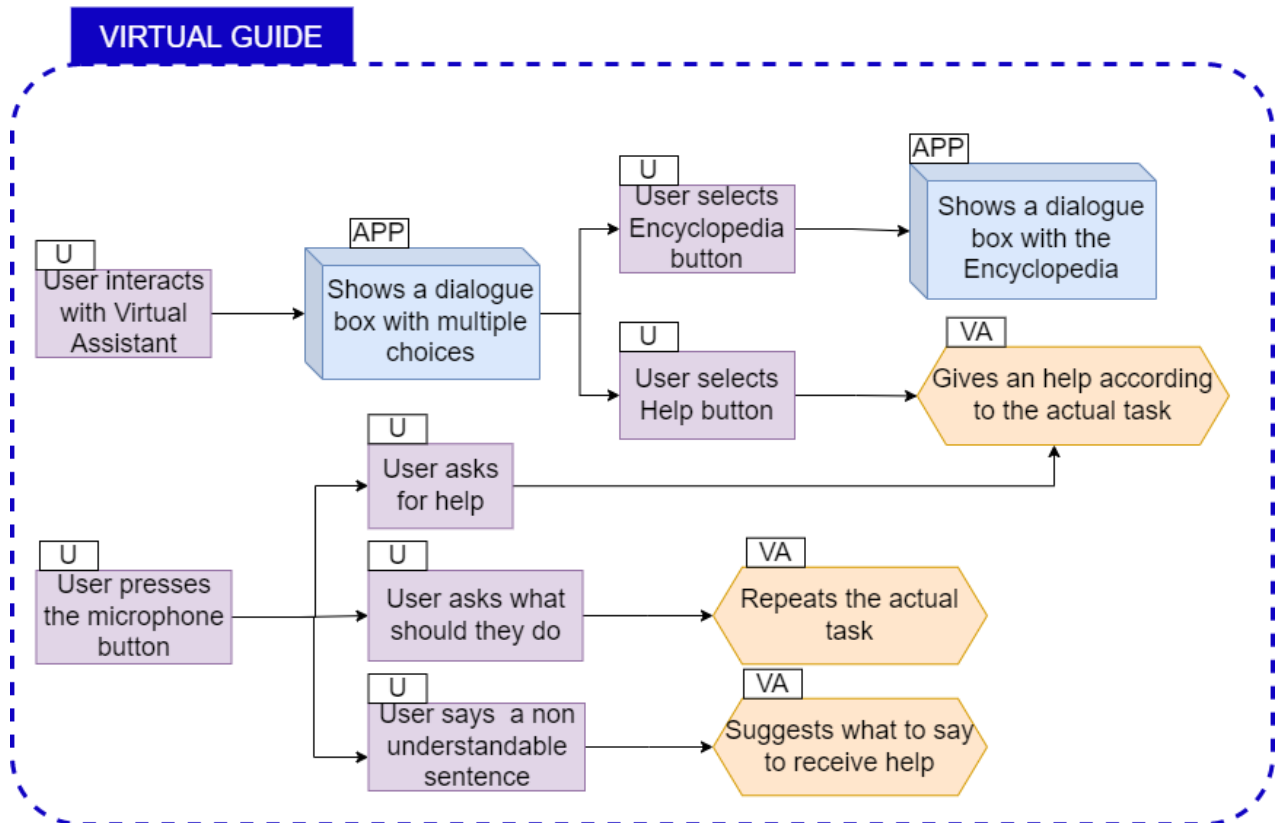 VIRTUAL GUIDE
U
User interacts
with Virtual
Assistant
APP
Shows a dialogue
box with multiple
choices
U
User selects
Encyclopedia
button
APP
Shows a dialogue
box with the
Encyclopedia
U
User selects
Help button
VA
Gives an help according
to the actual task
U
User presses
the microphone
button
U
User asks
for help
U
User asks what
should they do
VA
Repeats the actual
task
U
User says a non
understandable
sentence
VA
Suggests what to say
to receive help